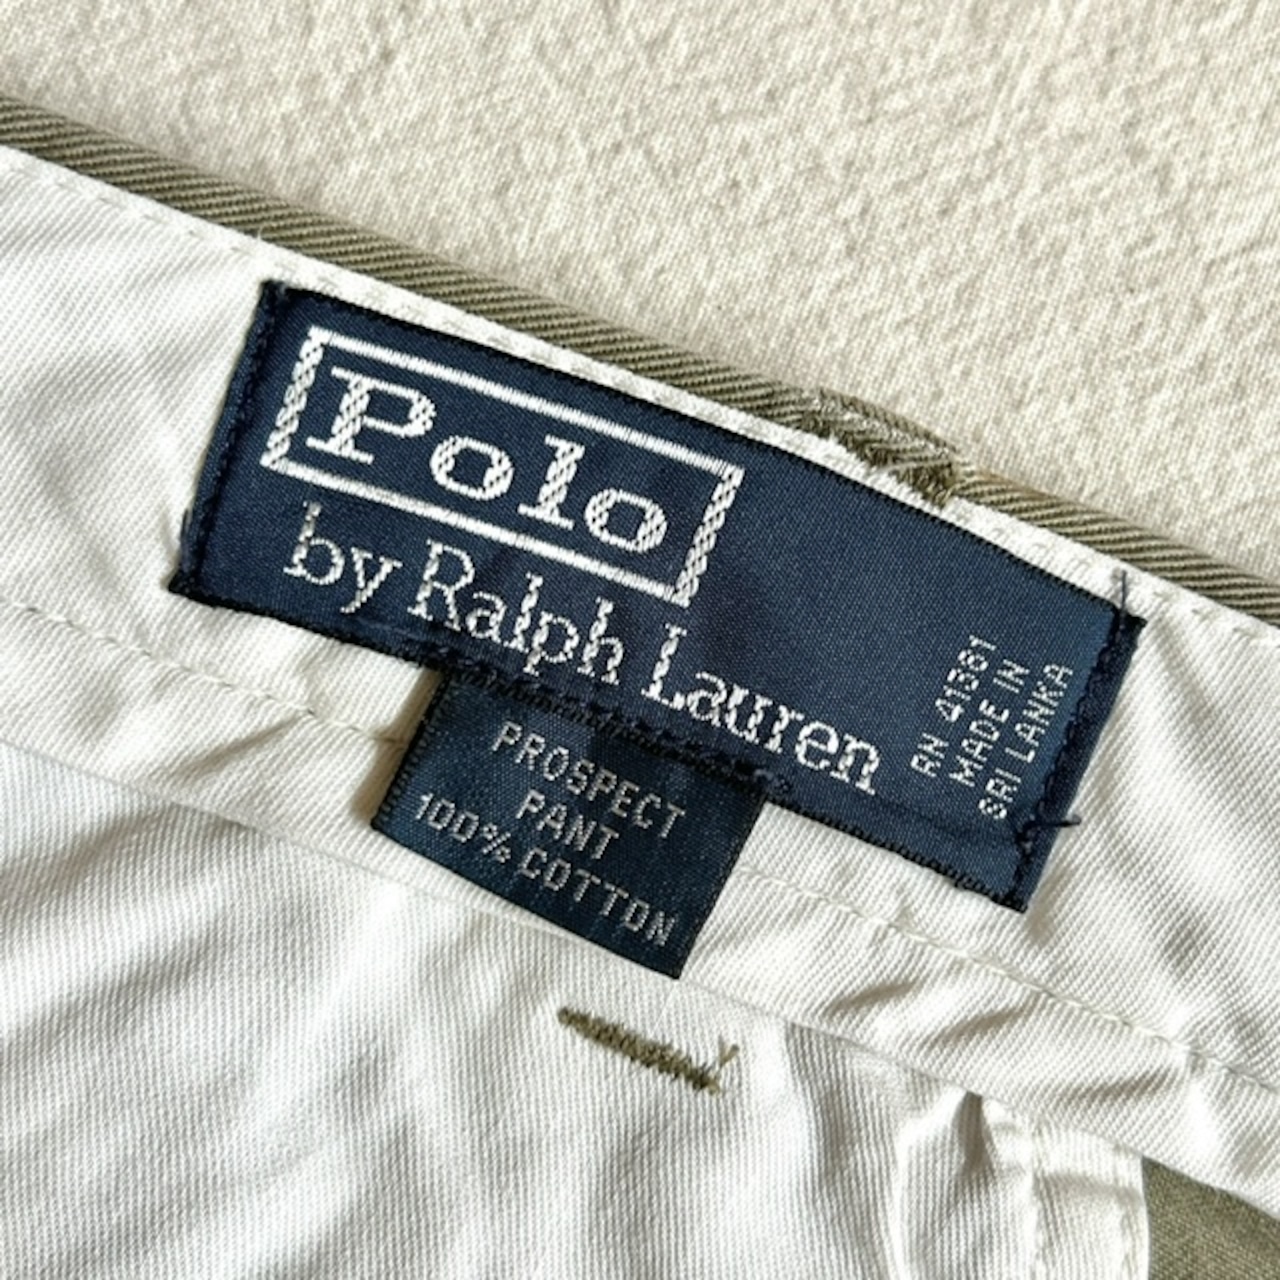 Polo
by Ralph Lauren
RN 41381
MADE IN
SRI LANKA
PROSPECT
PANT
100% COTTON